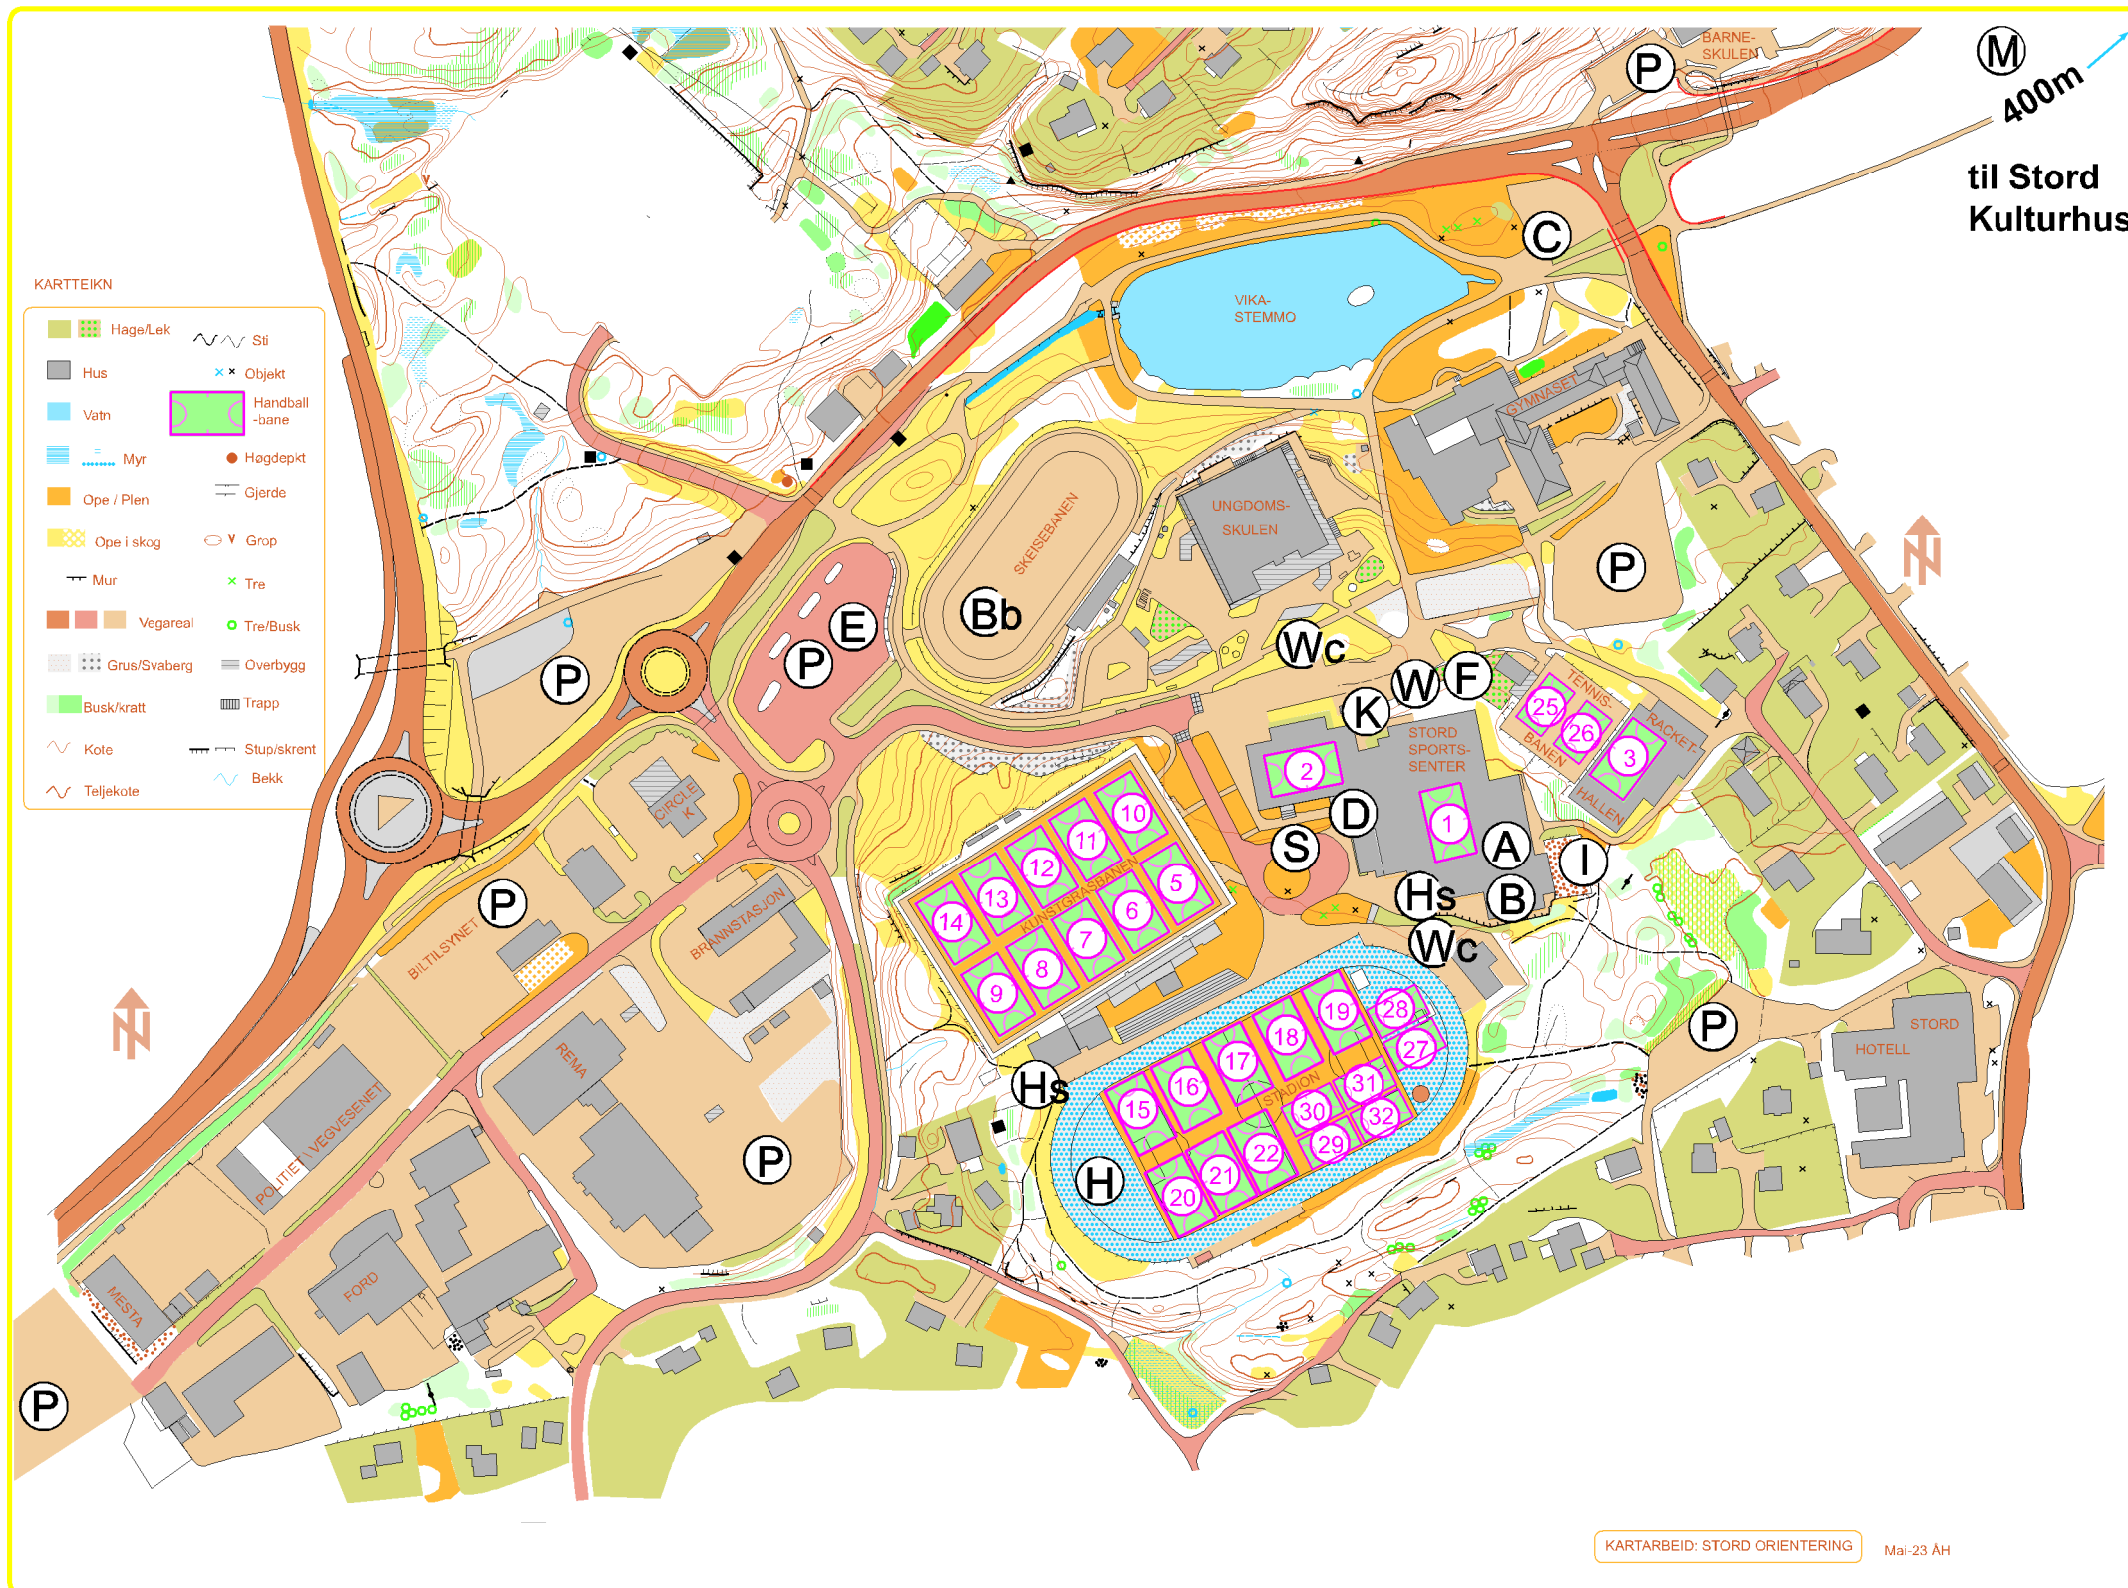 BARNE-
SKULEN
M
P
400m
til Stord
Kulturhus
C
KARTTEIKN
Hage/Lek
Sti
Hus
Objekt
Vatn
Handball
-bane
Myr
Høgdepkt
Ope / Plen
Gjerde
Ope i skog
Grop
Mur
Tre
Vegareal
Tre/Busk
Grus/Svaberg
Overbygg
Busk/kratt
Trapp
Kote
Stup/skrent
Teljekote
Bekk
VIKA-
STEMMO
GYMNASET
UNGDOMS-
SKULEN
SKEISEBANEN
Bb
E
P
P
P
Wc
W
F
K
N
N
TENNIS-
BANEN
25
26
RACKET-
HALLEN
3
STORD
SPORTS-
SENTER
2
1
D
S
A
I
B
Hs
Wc
CIRCLE
K
P
BILTILSYNET
BRANNSTASJON
KUNSTGRASBANEN
10
11
12
13
14
5
6
7
8
9
REMA
POLITIET \ VEGVESENET
P
Hs
H
STADION
19
18
17
16
15
28
27
31
30
32
29
22
21
20
P
STORD
HOTELL
MESTA
FORD
P
KARTARBEID: STORD ORIENTERING
Mai-23 ÅH